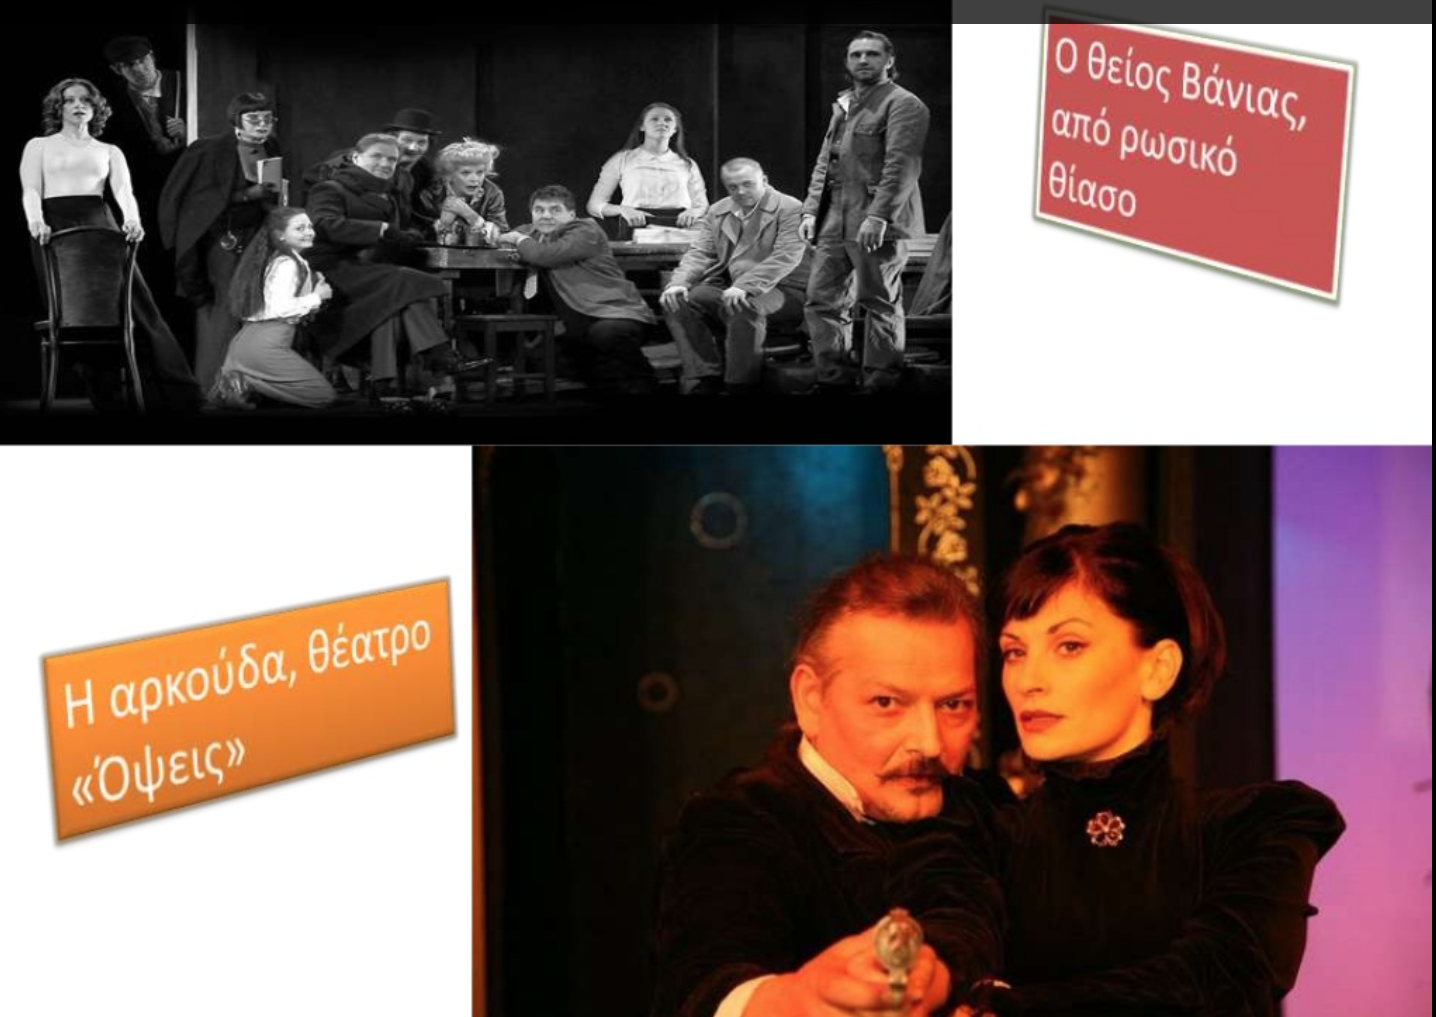 Ο θείος Βάνιας,
από ρωσικό
θίασο
Η αρκούδα, θέατρο
«Όψεις»